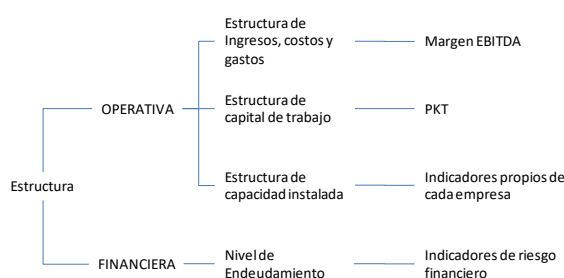 Estructura de
Ingresos, costos y
gastos
Margen EBITDA
OPERATIVA
Estructura de
capital de trabajo
PKT
Estructura
Estructura de
capacidad instalada
Indicadores propios de
cada empresa
FINANCIERA
Nivel de
Endeudamiento
Indicadores de riesgo
financiero